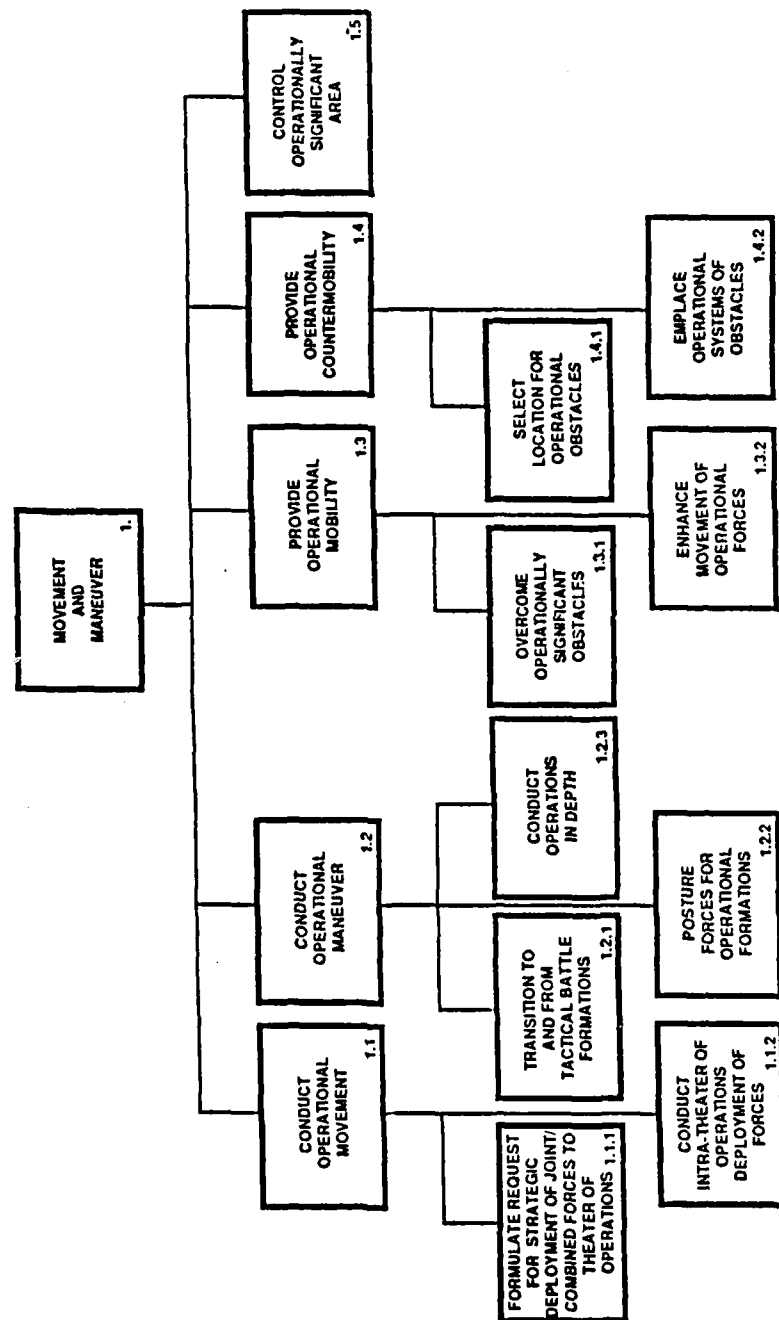 MOVEMENT
AND
MANEUVER
1.
CONDUCT
OPERATIONAL
MOVEMENT
1.1
CONDUCT
OPERATIONAL
MANEUVER
1.2
PROVIDE
OPERATIONAL
MOBILITY
1.3
PROVIDE
OPERATIONAL
COUNTERMOBILITY
1.4
CONTROL
OPERATIONALLY
SIGNIFICANT
AREA
1.5
FORMULATE REQUEST
FOR STRATEGIC
DEPLOYMENT OF JOINT/
COMBINED FORCES TO
THEATER OF
OPERATIONS 1.1.1
TRANSITION TO
AND FROM
TACTICAL BATTLE
FORMATIONS
1.2.1
CONDUCT
OPERATIONS
IN DEPTH
1.2.3
OVERCOME
OPERATIONALLY
SIGNIFICANT
OBSTACLES
1.3.1
SELECT
LOCATION FOR
OPERATIONAL
OBSTACLES
1.4.1
CONDUCT
INTRA-THEATER OF
OPERATIONS
DEPLOYMENT OF
FORCES 1.1.2
POSTURE
FORCES FOR
OPERATIONAL
FORMATIONS
1.2.2
ENHANCE
MOVEMENT OF
OPERATIONAL
FORCES
1.3.2
EMPLACE
OPERATIONAL
SYSTEMS OF
OBSTACLES
1.4.2